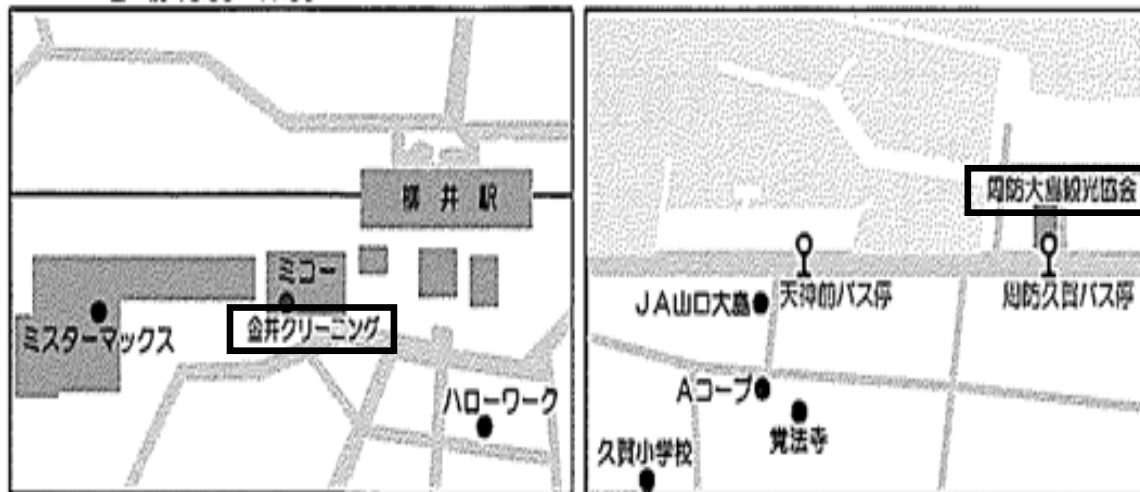 柳井駅
ミコー
金井クリーニング
ミスターマックス
ハローワーク
周防大島観光協会
天神前バス停
周防久賀バス停
JA山口大島
Aコープ
覚法寺
久賀小学校